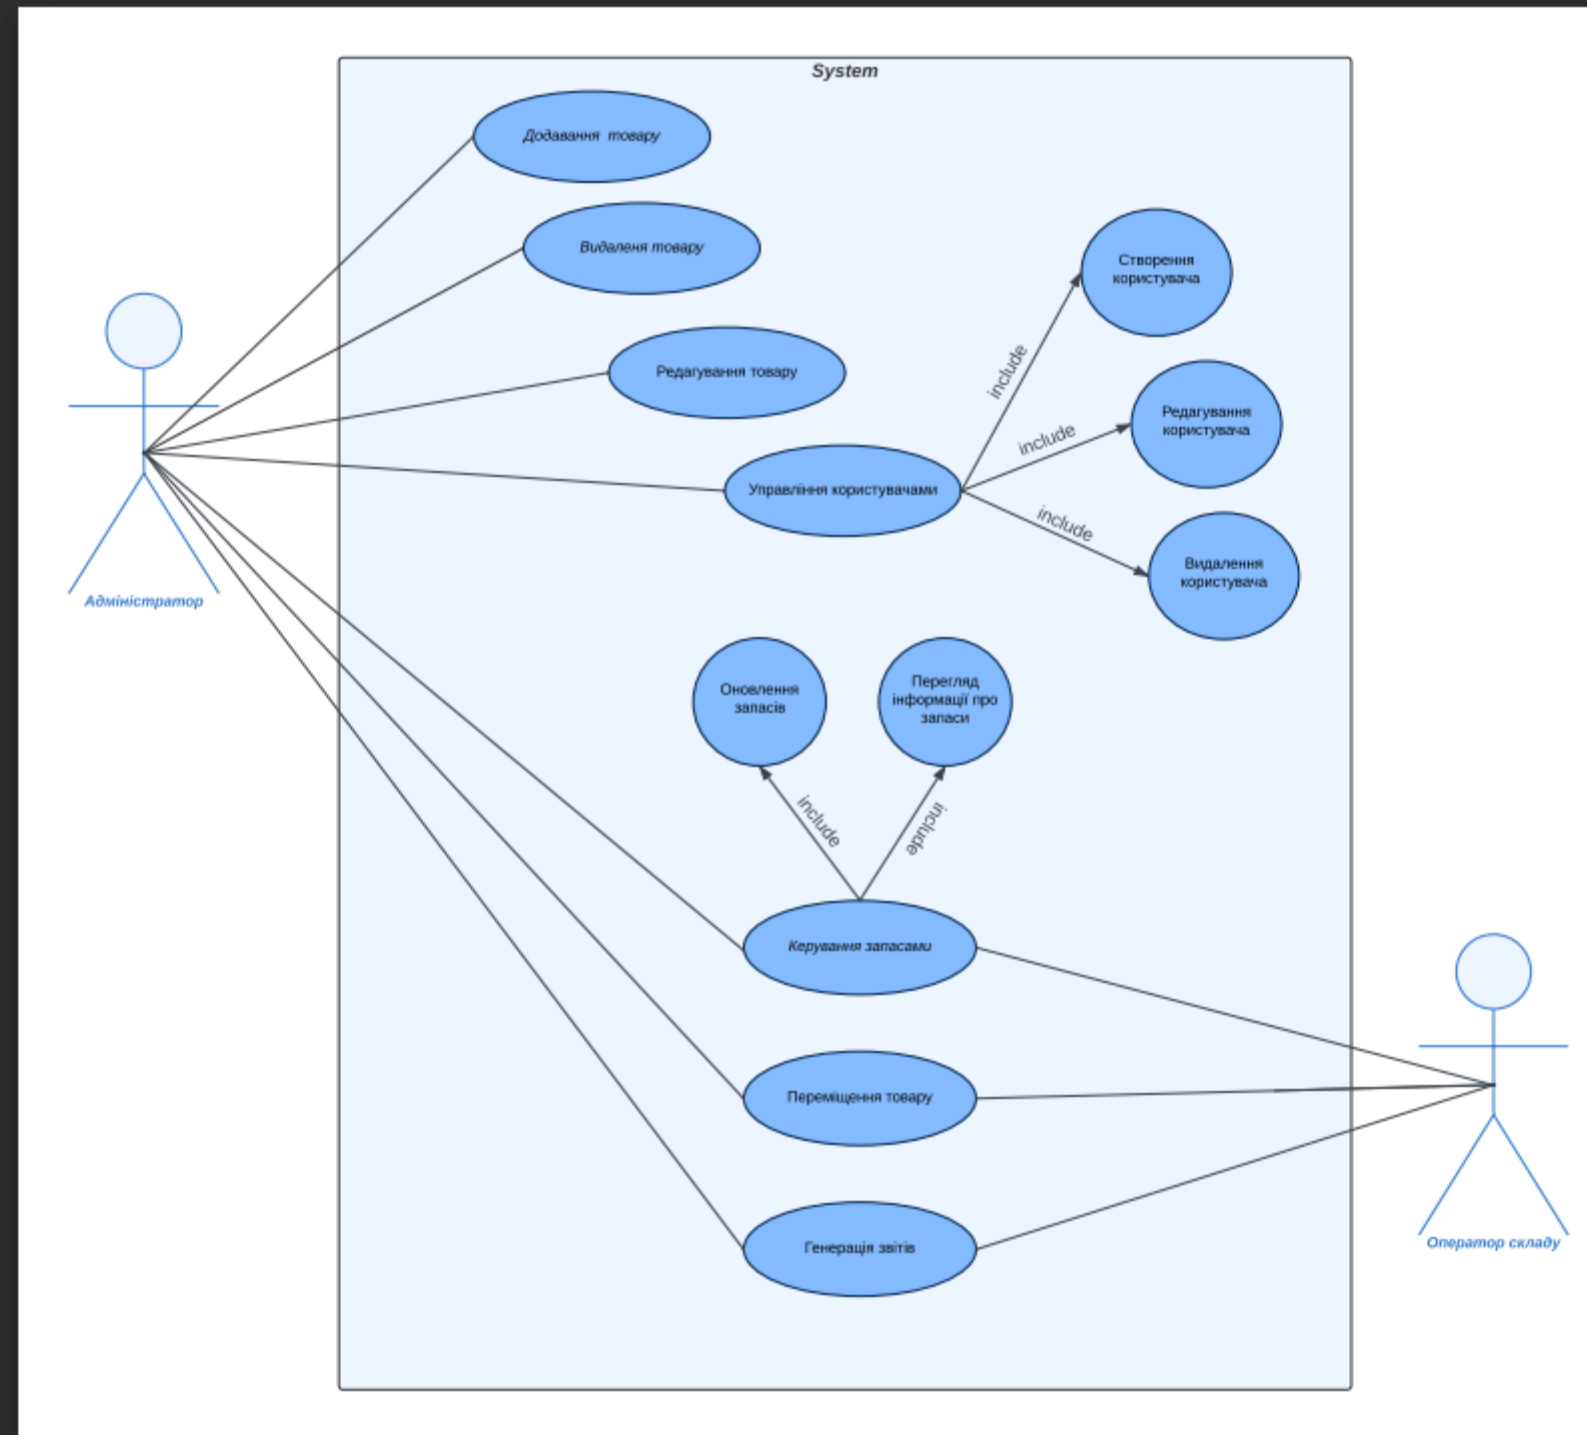 System
Додавання товару
Видаленя товару
Створення
користувача
include
Редагування товару
Редагування
користувача
include
Управління користувачами
include
Видалення
користувача
Адміністратор
Оновлення
запасів
Перегляд
інформації про
запаси
include
include
Керування запасами
Переміщення товару
Генерація звітів
Оператор складу